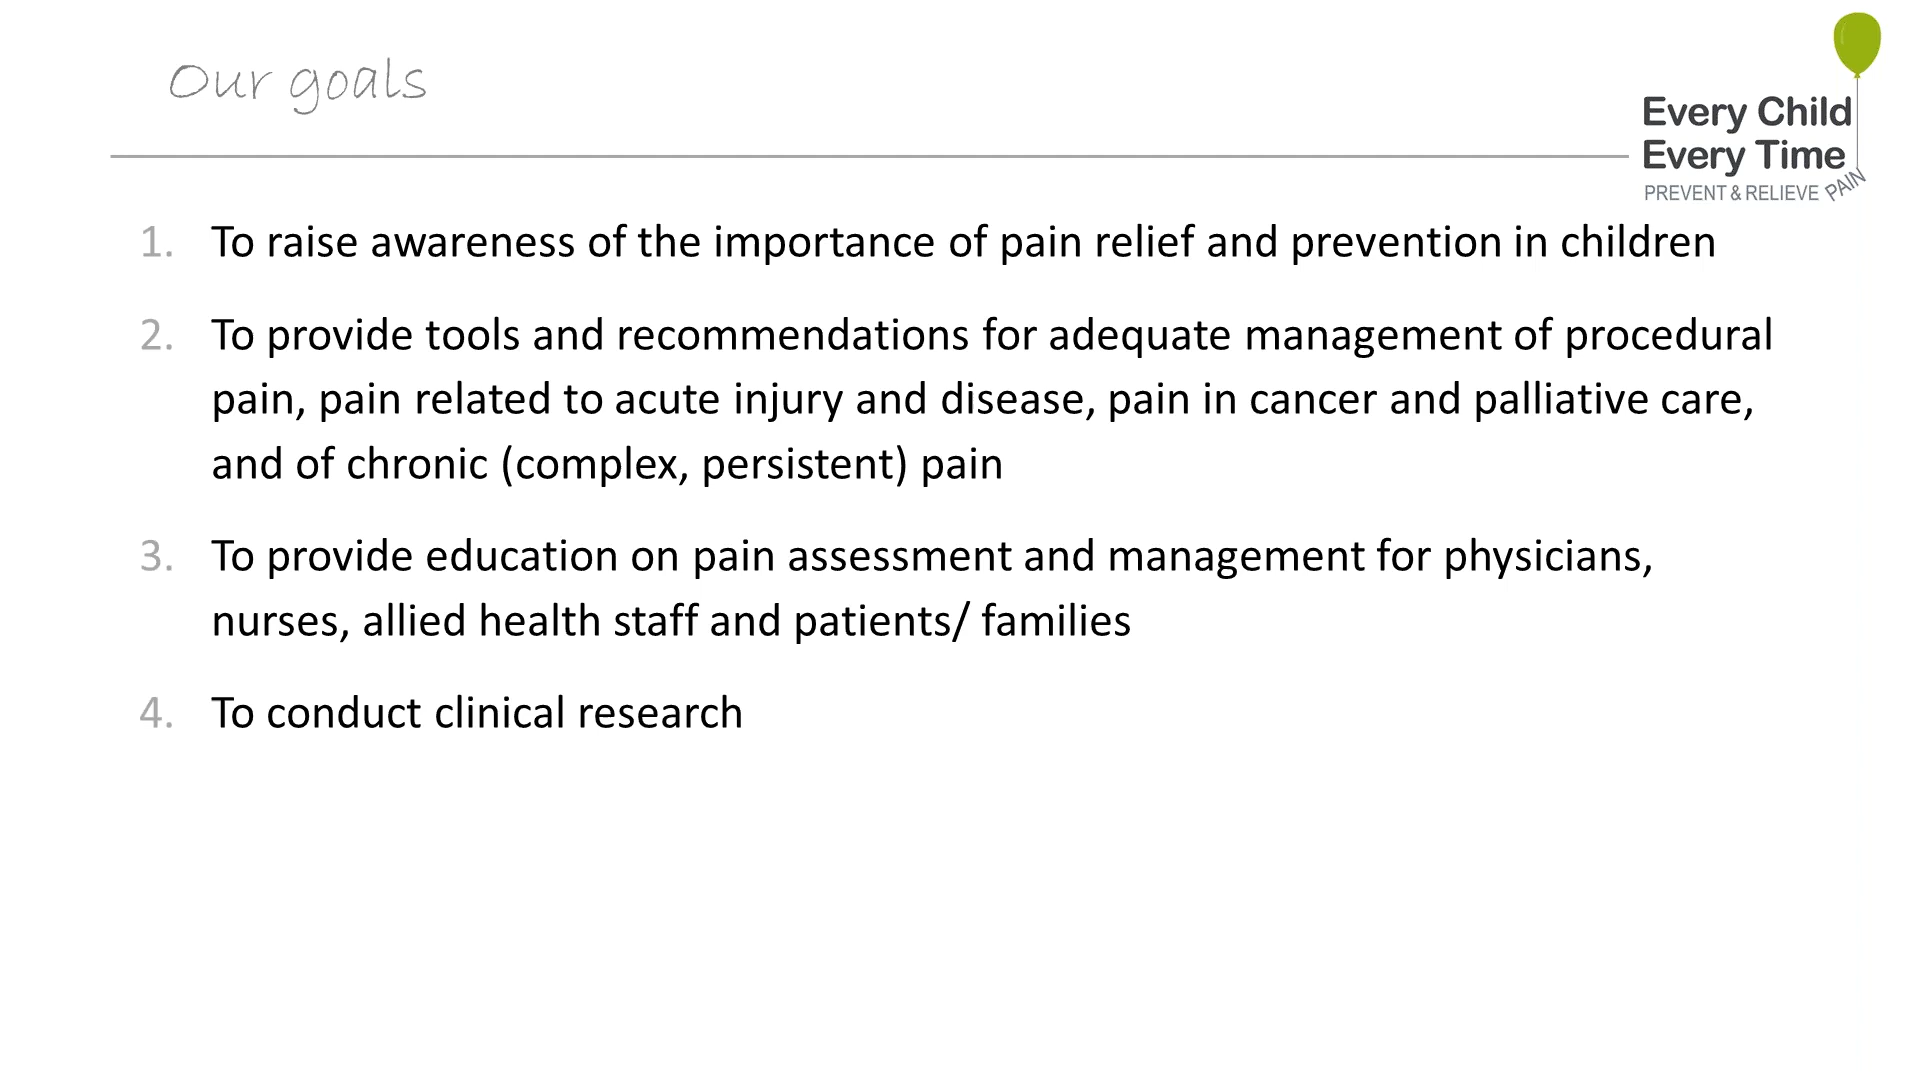 Our goals
Every Child
Every Time
PREVENT & RELIEVE PAIN
1. To raise awareness of the importance of pain relief and prevention in children
2. To provide tools and recommendations for adequate management of procedural
pain, pain related to acute injury and disease, pain in cancer and palliative care,
and of chronic (complex, persistent) pain
3. To provide education on pain assessment and management for physicians,
nurses, allied health staff and patients/ families
4. To conduct clinical research